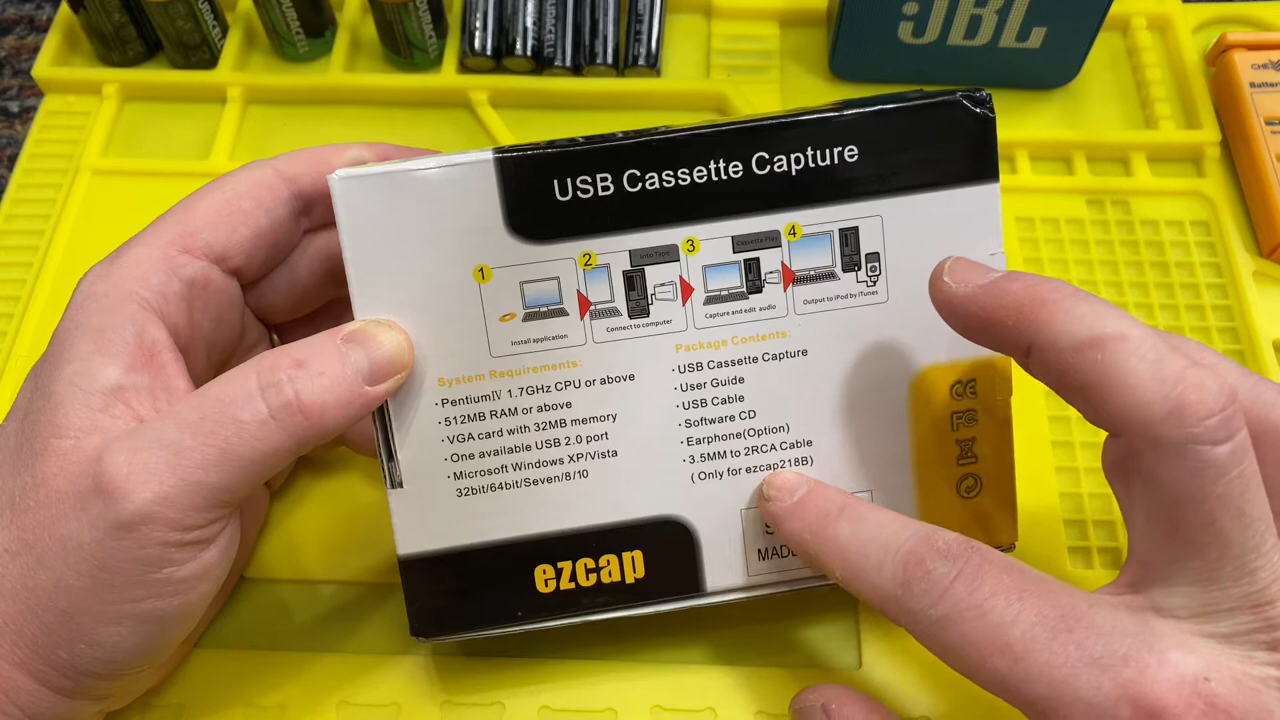 DURACELL
DURACELL
DURACELL
JBL
USB Cassette Capture
1
2
3
4
Into Tape
Cassette Play
Install application
Connect to computer
Capture and edit audio
Output to iPod by iTunes
System Requirements:
· PentiumⅣ 1.7GHz CPU or above
· 512MB RAM or above
· VGA card with 32MB memory
· One available USB 2.0 port
· Microsoft Windows XP/Vista
32bit/64bit/Seven/8/10
Package Contents:
· USB Cassette Capture
· User Guide
· USB Cable
· Software CD
· Earphone(Option)
· 3.5MM to 2RCA Cable
( Only for ezcap218B)
CE
FC
ezcap